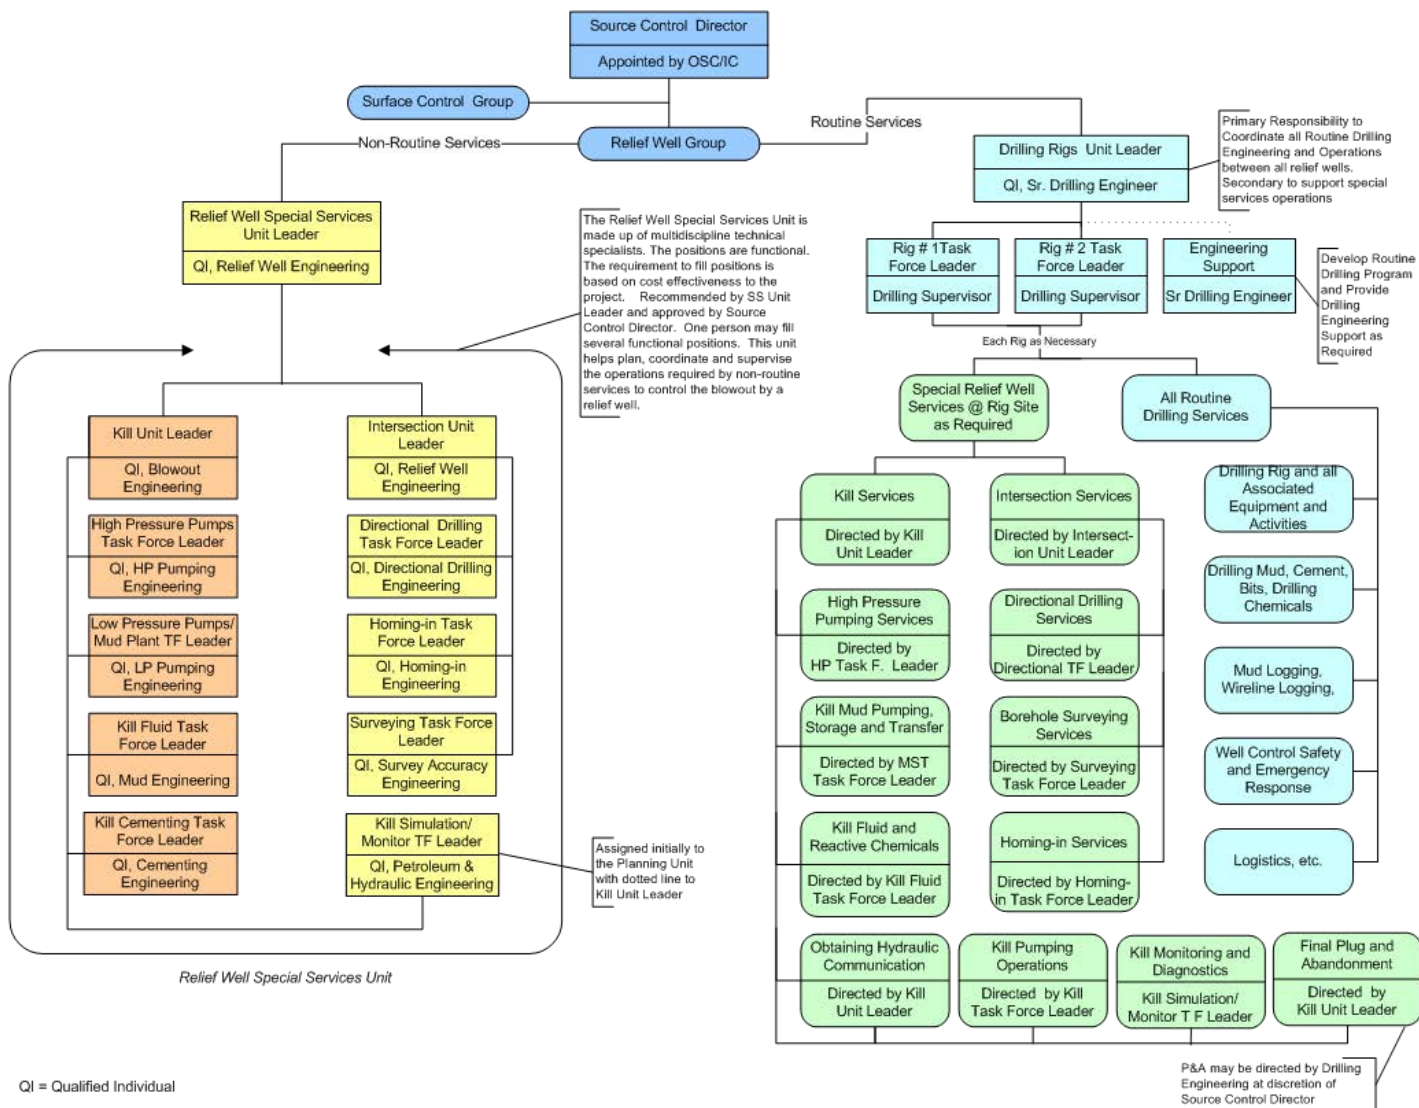 Source Control Director
Appointed by OSC/IC
Surface Control Group
Relief Well Group
Non-Routine Services
Routine Services
Drilling Rigs Unit Leader
QI, Sr. Drilling Engineer
Primary Responsibility to
Coordinate all Routine Drilling
Engineering and Operations
between all relief wells.
Secondary to support special
services operations
Relief Well Special Services
Unit Leader
QI, Relief Well Engineering
The Relief Well Special Services Unit is
made up of multidiscipline technical
specialists. The positions are functional.
The requirement to fill positions is
based on cost effectiveness to the
project. Recommended by SS Unit
Leader and approved by Source
Control Director. One person may fill
several functional positions. This unit
helps plan, coordinate and supervise
the operations required by non-routine
services to control the blowout by a
relief well.
Rig # 1Task
Force Leader
Drilling Supervisor
Rig # 2 Task
Force Leader
Drilling Supervisor
Engineering
Support
Sr Drilling Engineer
Develop Routine
Drilling Program
and Provide
Drilling
Engineering
Support as
Required
Each Rig as Necessary
Special Relief Well
Services @ Rig Site
as Required
All Routine
Drilling Services
Kill Unit Leader
QI, Blowout
Engineering
High Pressure Pumps
Task Force Leader
QI, HP Pumping
Engineering
Low Pressure Pumps/
Mud Plant TF Leader
QI, LP Pumping
Engineering
Kill Fluid Task
Force Leader
QI, Mud Engineering
Kill Cementing Task
Force Leader
QI, Cementing
Engineering
Intersection Unit
Leader
QI, Relief Well
Engineering
Directional Drilling
Task Force Leader
QI, Directional Drilling
Engineering
Homing-in Task
Force Leader
QI, Homing-in
Engineering
Surveying Task Force
Leader
QI, Survey Accuracy
Engineering
Kill Simulation/
Monitor TF Leader
QI, Petroleum &
Hydraulic Engineering
Assigned initially to
the Planning Unit
with dotted line to
Kill Unit Leader
Relief Well Special Services Unit
Kill Services
Directed by Kill
Unit Leader
High Pressure
Pumping Services
Directed by
HP Task F. Leader
Kill Mud Pumping,
Storage and Transfer
Directed by MST
Task Force Leader
Kill Fluid and
Reactive Chemicals
Directed by Kill Fluid
Task Force Leader
Intersection Services
Directed by Intersect-
ion Unit Leader
Directional Drilling
Services
Directed by
Directional TF Leader
Borehole Surveying
Services
Directed by Surveying
Task Force Leader
Homing-in Services
Directed by Homing-
in Task Force Leader
Drilling Rig and all
Associated
Equipment and
Activities
Drilling Mud, Cement,
Bits, Drilling
Chemicals
Mud Logging,
Wireline Logging,
Well Control Safety
and Emergency
Response
Logistics, etc.
Obtaining Hydraulic
Communication
Directed by Kill
Unit Leader
Kill Pumping
Operations
Directed by Kill
Task Force Leader
Kill Monitoring and
Diagnostics
Kill Simulation/
Monitor T F Leader
Final Plug and
Abandonment
Directed by
Kill Unit Leader
P&A may be directed by Drilling
Engineering at discretion of
Source Control Director
QI = Qualified Individual